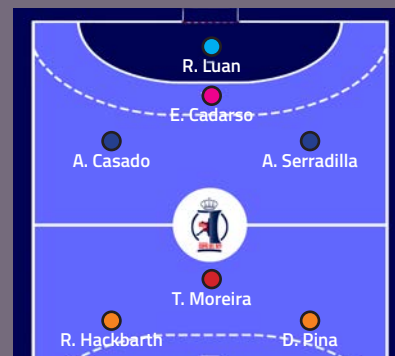 R. Luan
E. Cadarso
A. Casado
A. Serradilla
T. Moreira
R. Hackbarth
D. Pina